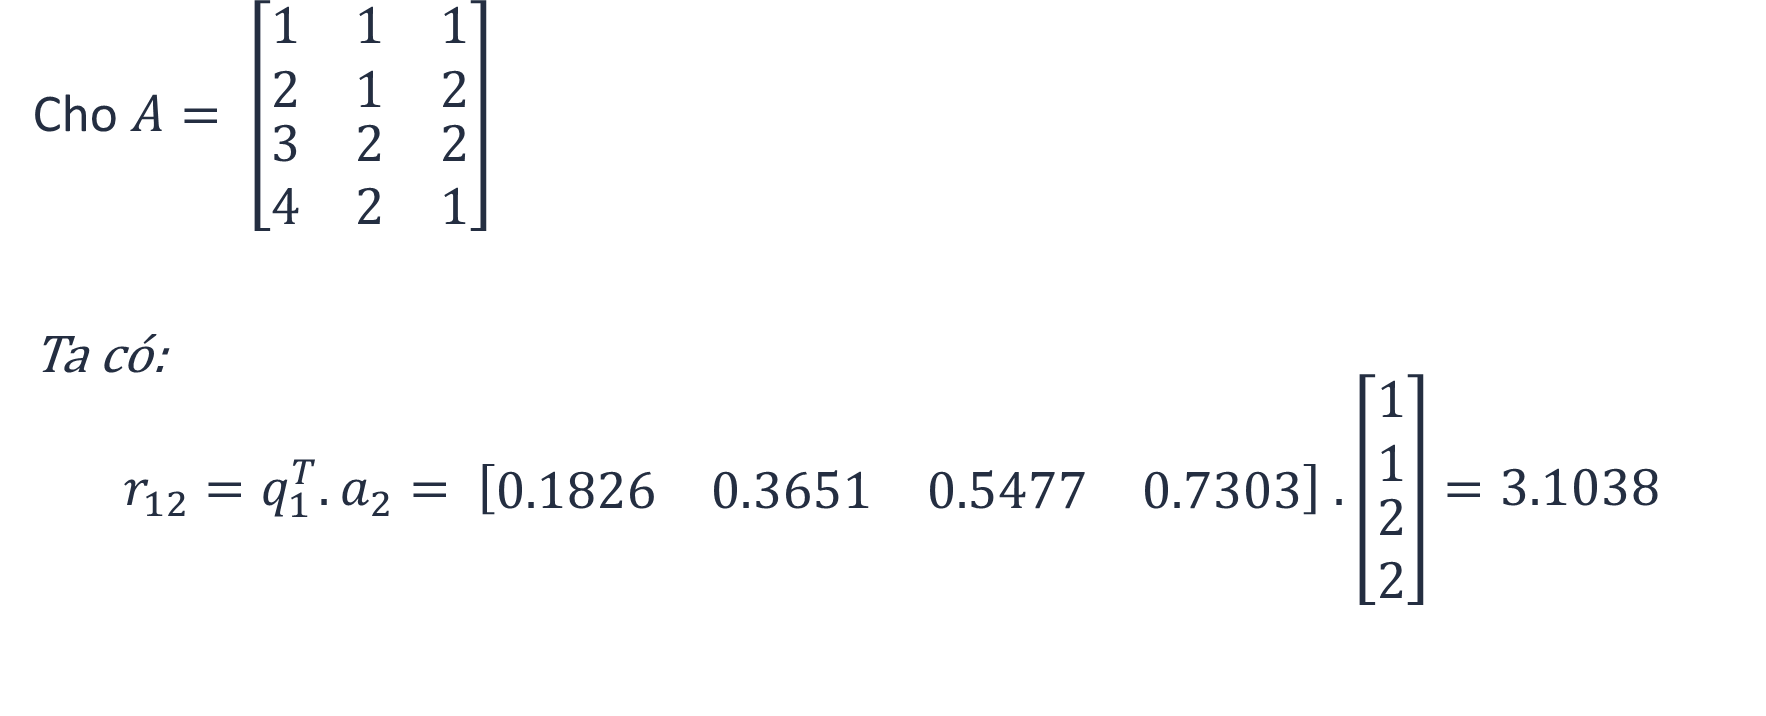 Cho A = [1 1 1
2 1 2
3 2 2
4 2 1]
Ta có:
r₁₂ = q₁ᵀ. a₂ = [0.1826 0.3651 0.5477 0.7303] . [1
1
2
2] = 3.1038